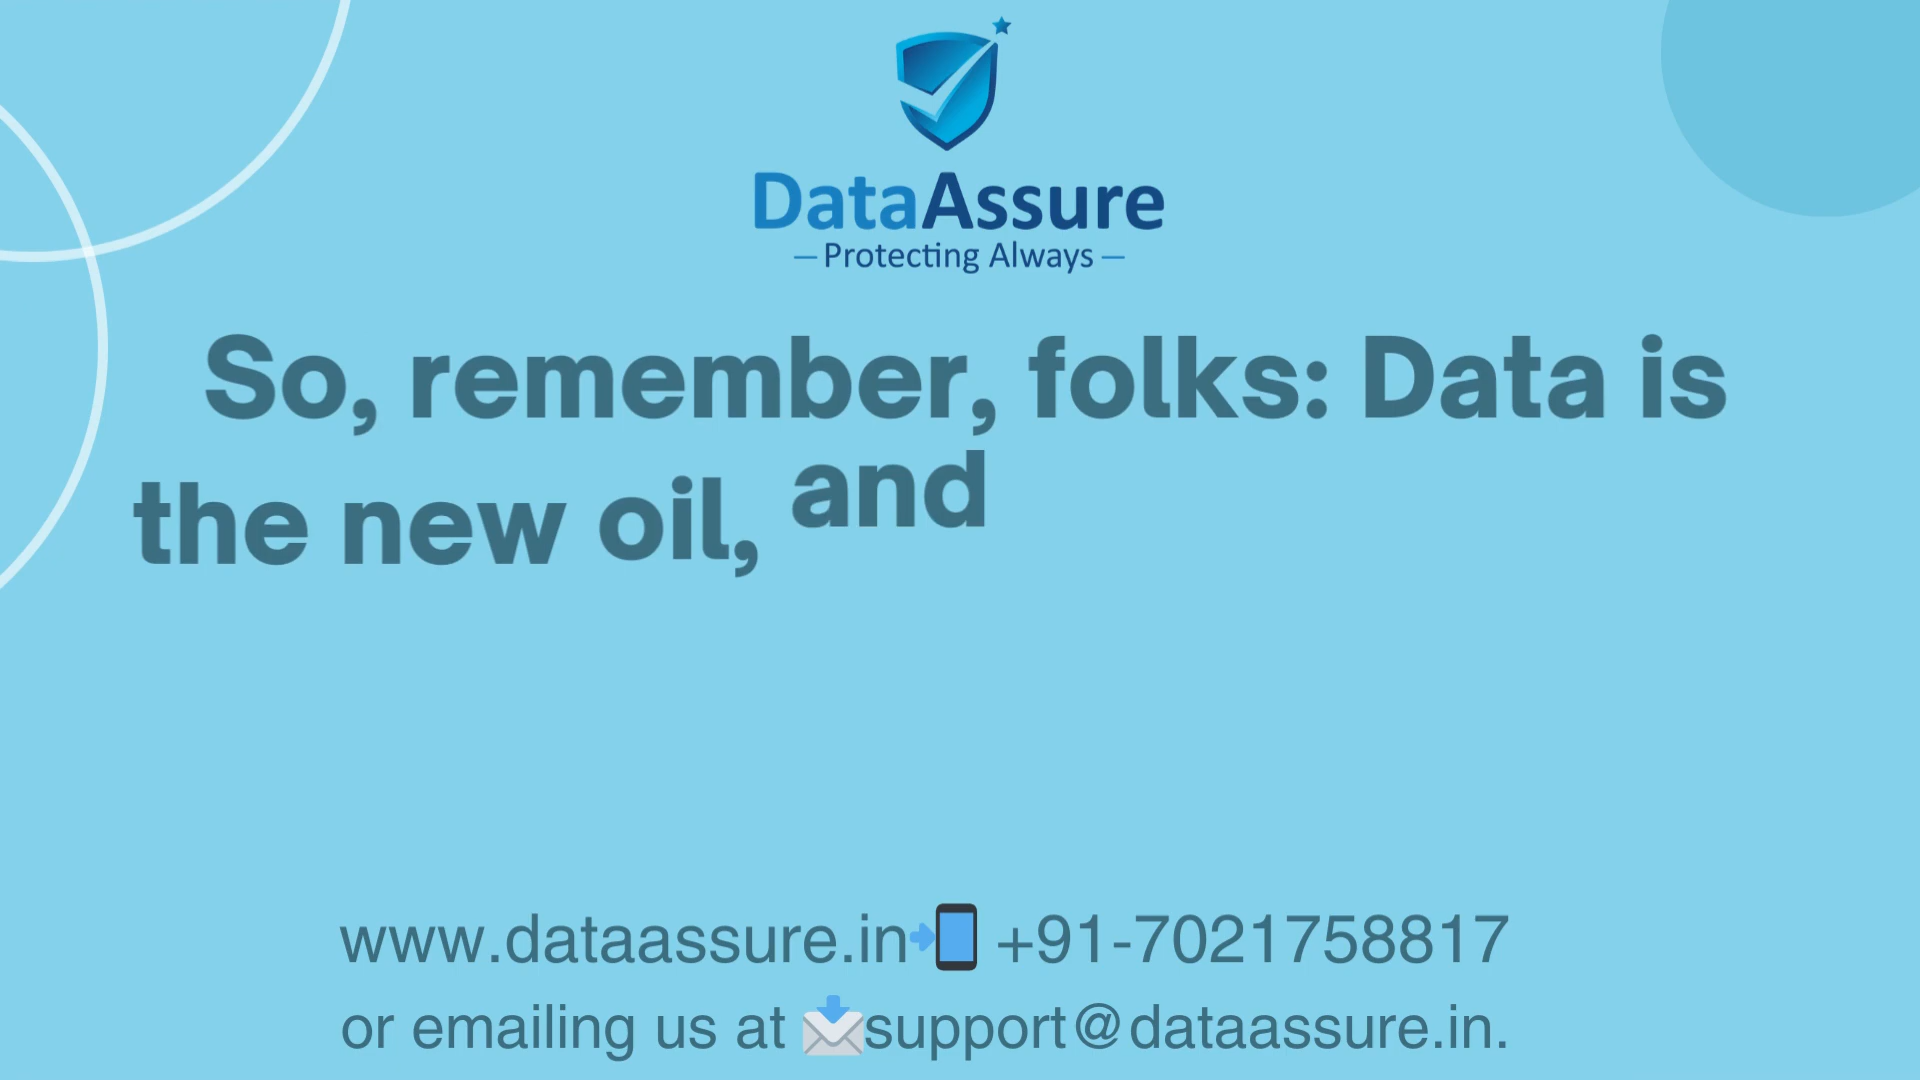 DataAssure
Protecting Always
So, remember, folks: Data is
the new oil, and
www.dataassure.in📲 +91-7021758817
or emailing us at 📩support@dataassure.in.